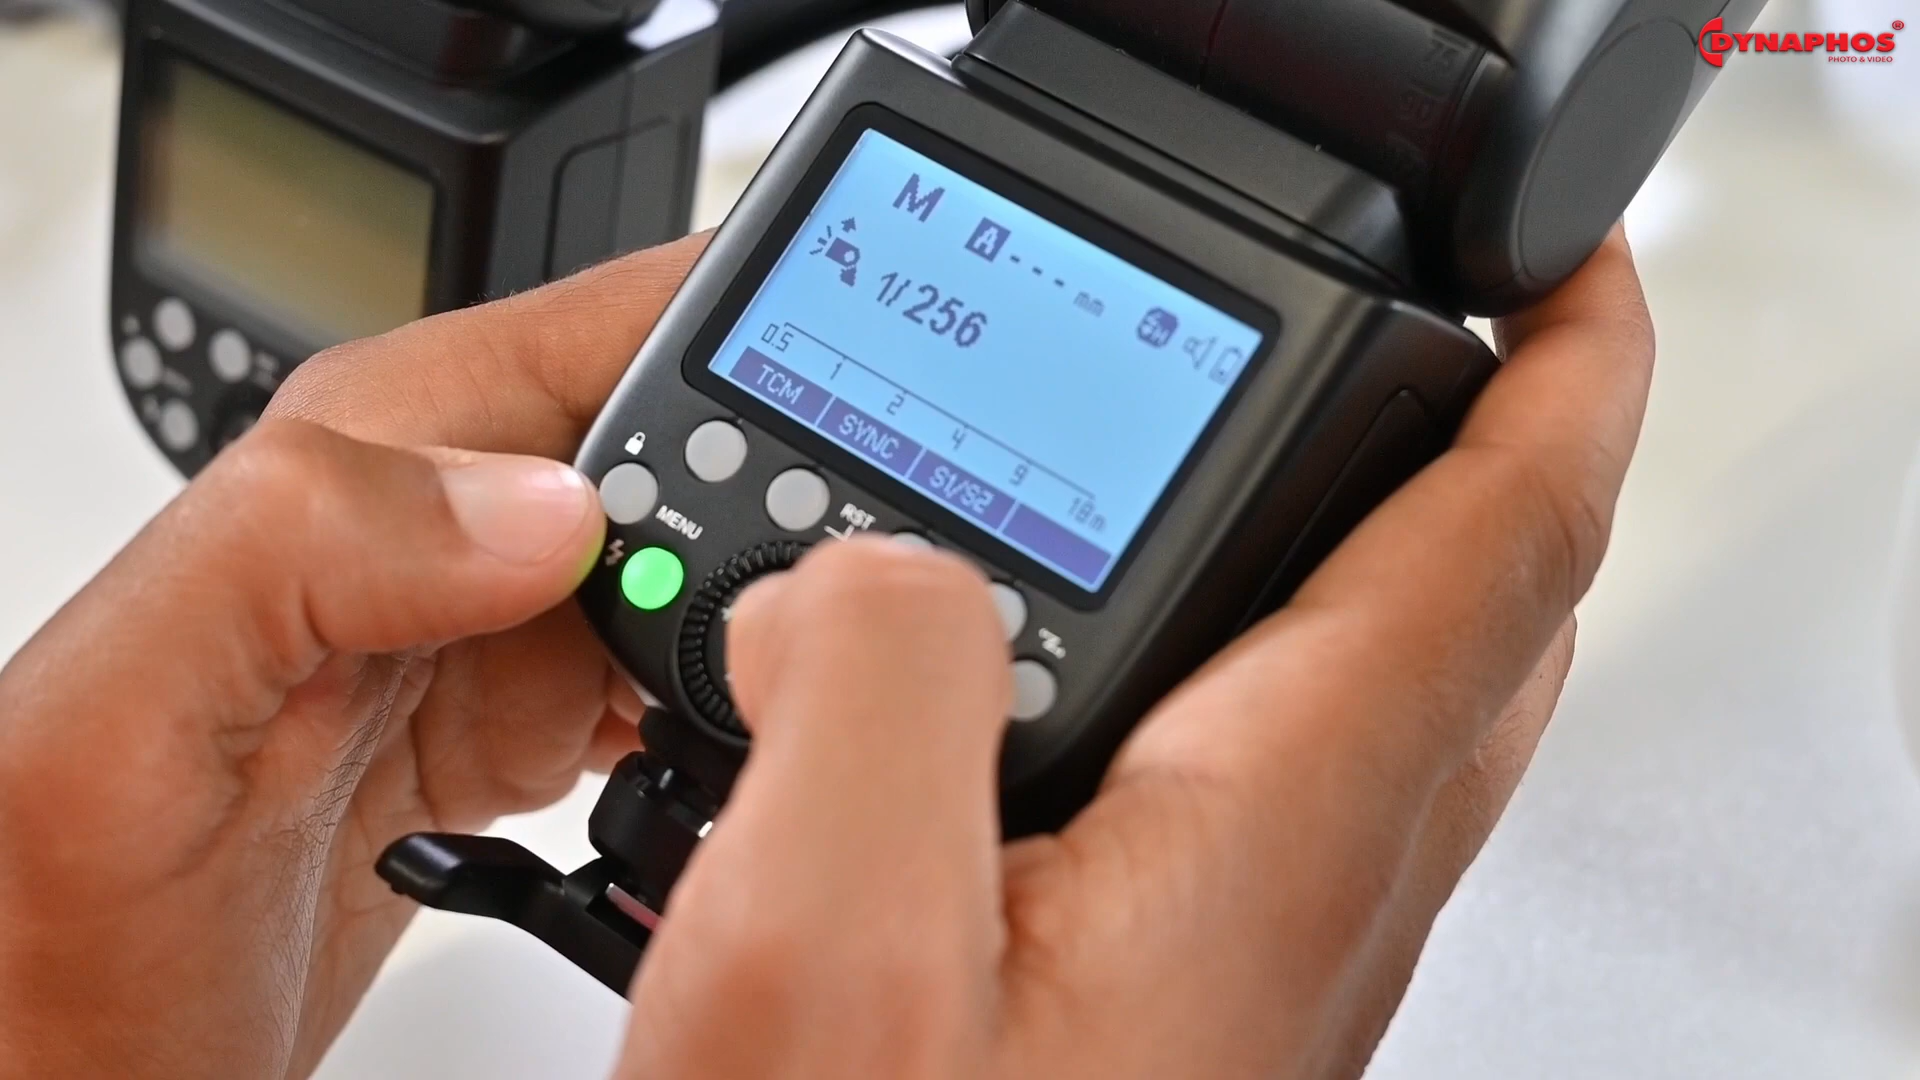 DYNAPHOS®
PHOTO & VIDEO
M
A --- mm
1/256
0.5 1 2 4 9 18m
TCM SYNC S1/S2
MENU
RST